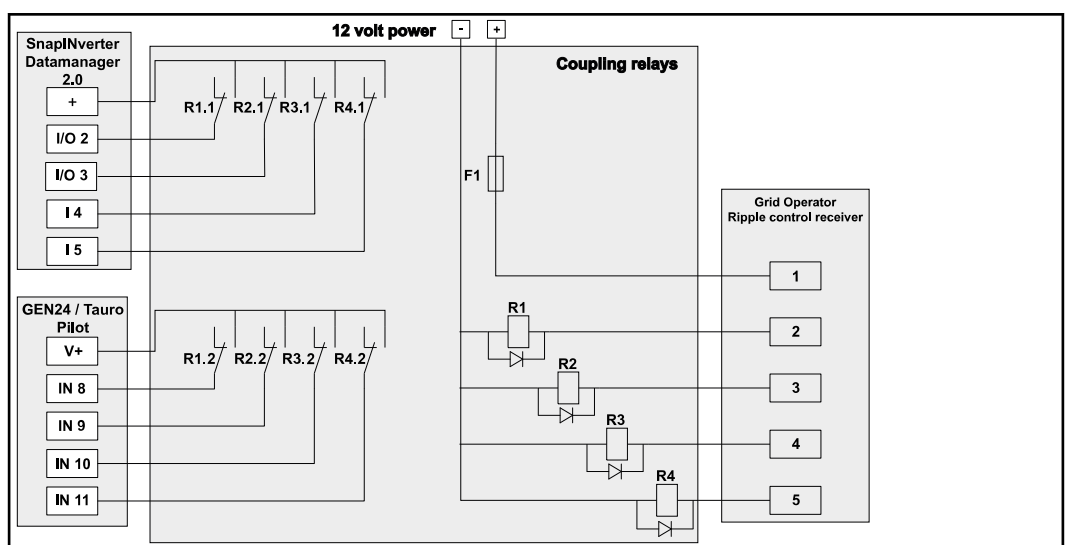 12 volt power - +
SnapINverter
Datamanager
2.0
+
I/O 2
I/O 3
I 4
I 5
R1.1 R2.1 R3.1 R4.1
Coupling relays
F1
Grid Operator
Ripple control receiver
1
2
3
4
5
R1
R2
R3
R4
GEN24 / Tauro
Pilot
V+
IN 8
IN 9
IN 10
IN 11
R1.2 R2.2 R3.2 R4.2